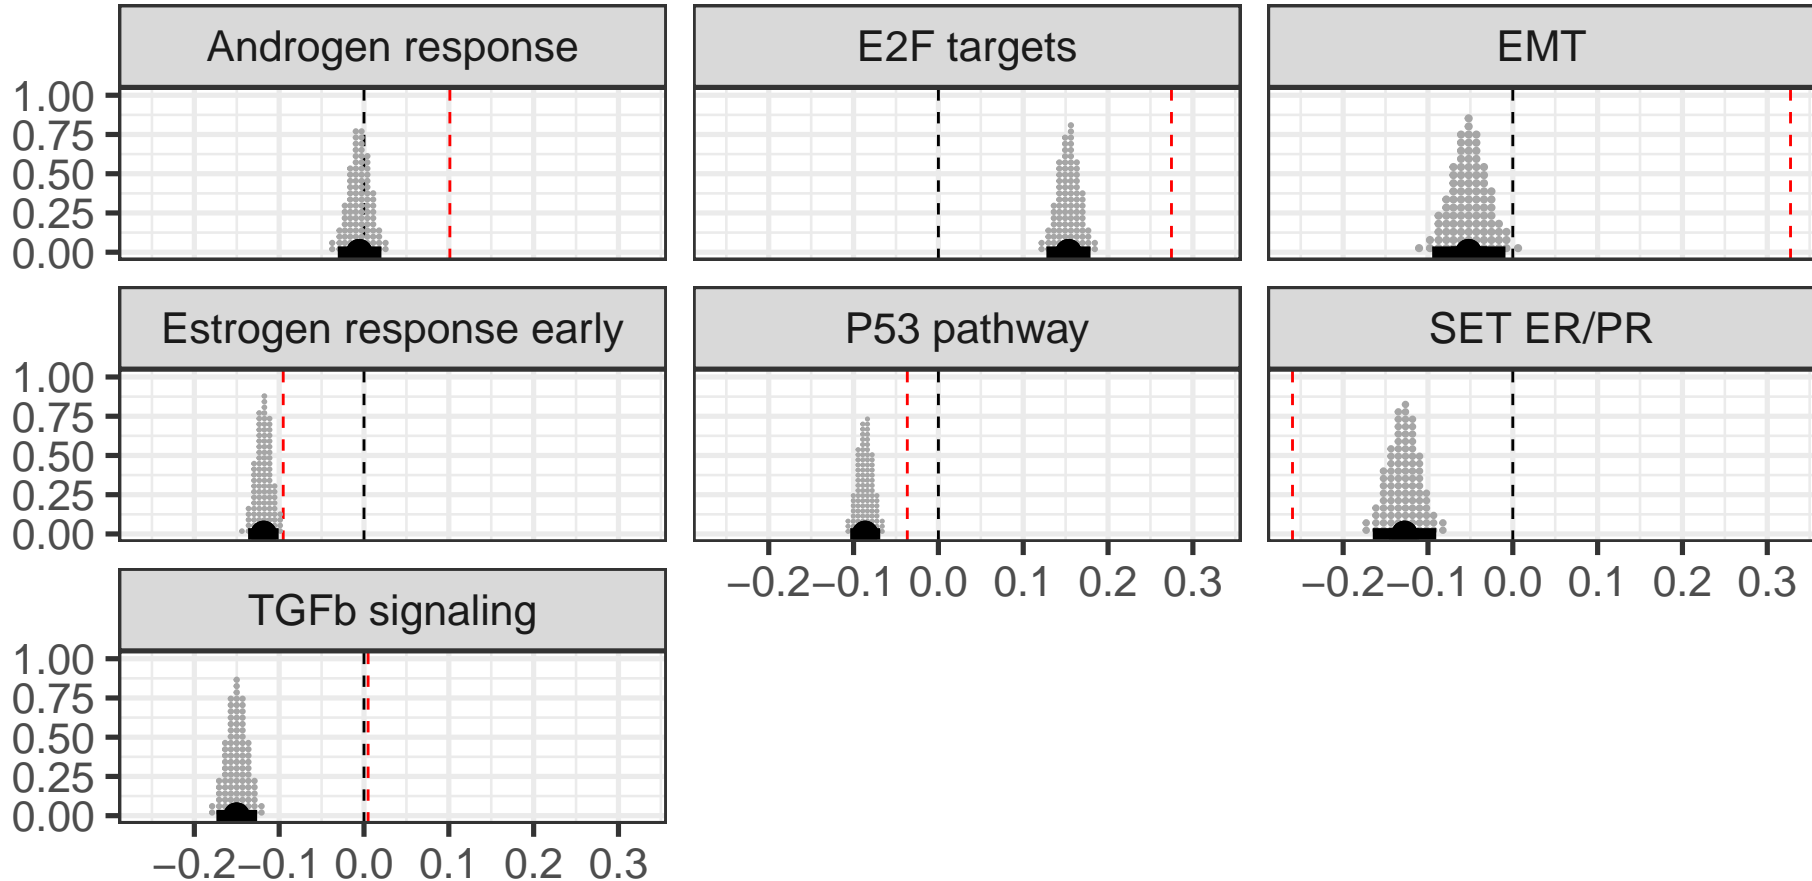 Androgen response
E2F targets
EMT
1.00
0.75
0.50
0.25
0.00
Estrogen response early
P53 pathway
SET ER/PR
1.00
0.75
0.50
0.25
0.00
−0.2 −0.1 0.0 0.1 0.2 0.3
−0.2 −0.1 0.0 0.1 0.2 0.3
TGFb signaling
1.00
0.75
0.50
0.25
0.00
−0.2 −0.1 0.0 0.1 0.2 0.3